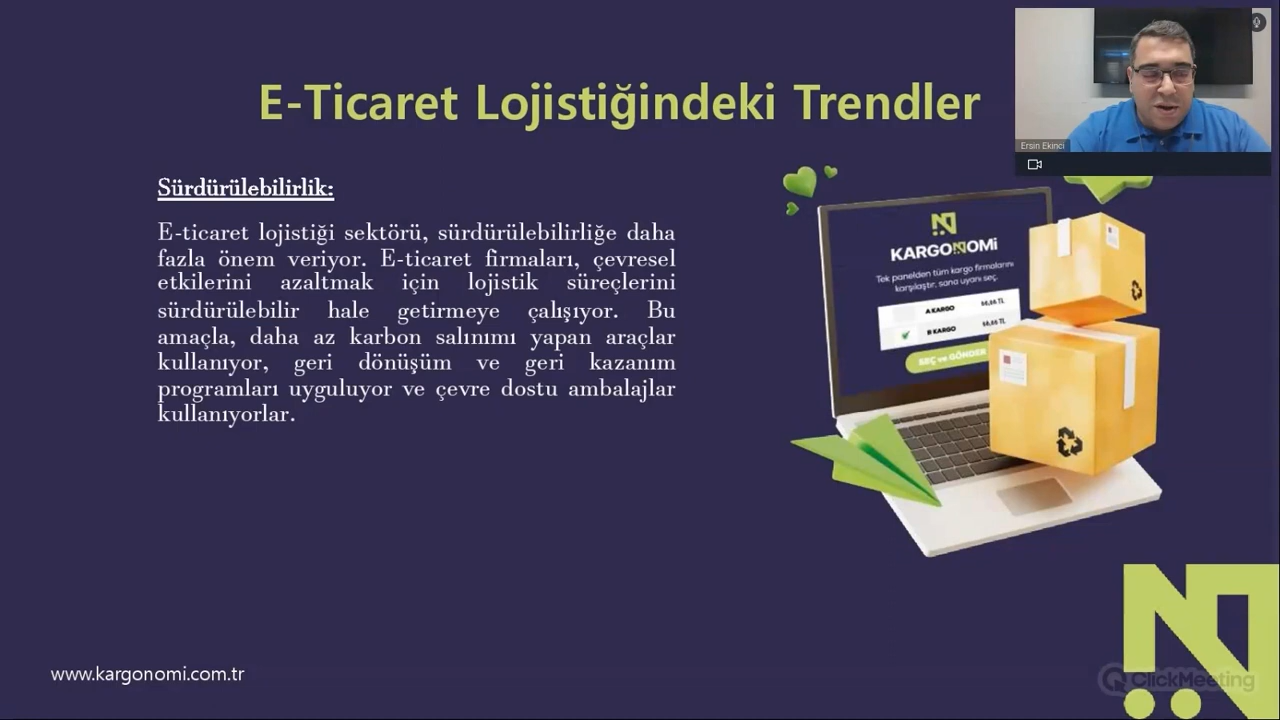 E-Ticaret Lojistiğindeki Trendler
Ersin Ekinci
Sürdürülebilirlik:
E-ticaret lojistiği sektörü, sürdürülebilirliğe daha
fazla önem veriyor. E-ticaret firmaları, çevresel
etkilerini azaltmak için lojistik süreçlerini
sürdürülebilir hale getirmeye çalışıyor. Bu
amaçla, daha az karbon salınımı yapan araçlar
kullanıyor, geri dönüşüm ve geri kazanım
programları uyguluyor ve çevre dostu ambalajlar
kullanıyorlar.
KARGONOMi
Tek panelden tüm kargo firmalarını
karşılaştır, sana uyanı seç.
A KARGO
B KARGO
SEÇ ve GÖNDER
www.kargonomi.com.tr
ClickMeeting